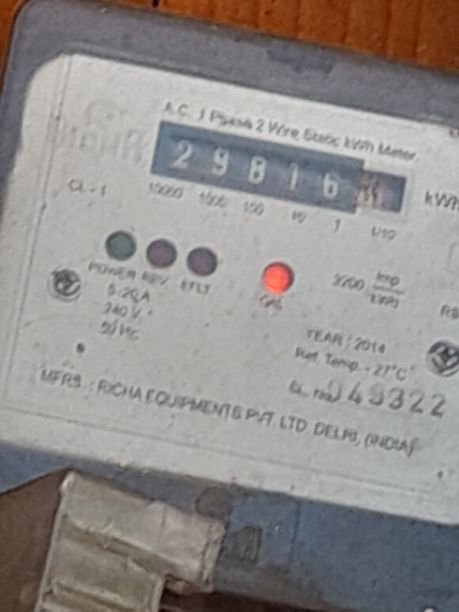 A.C. 1 Phase 2 Wire Static kWh Meter
2 9 8 1 6
kWh
CL-1
10000 1000 100 10 1 1/10
POWER REV EFLT
CAL
3200 imp/kWh
5-20A
240 V
50 Hz
YEAR : 2014
Ref. Temp. - 27°C
Sl. No.
49322
MFRS. : RICHA EQUIPMENTS PVT. LTD. DELHI, (INDIA)